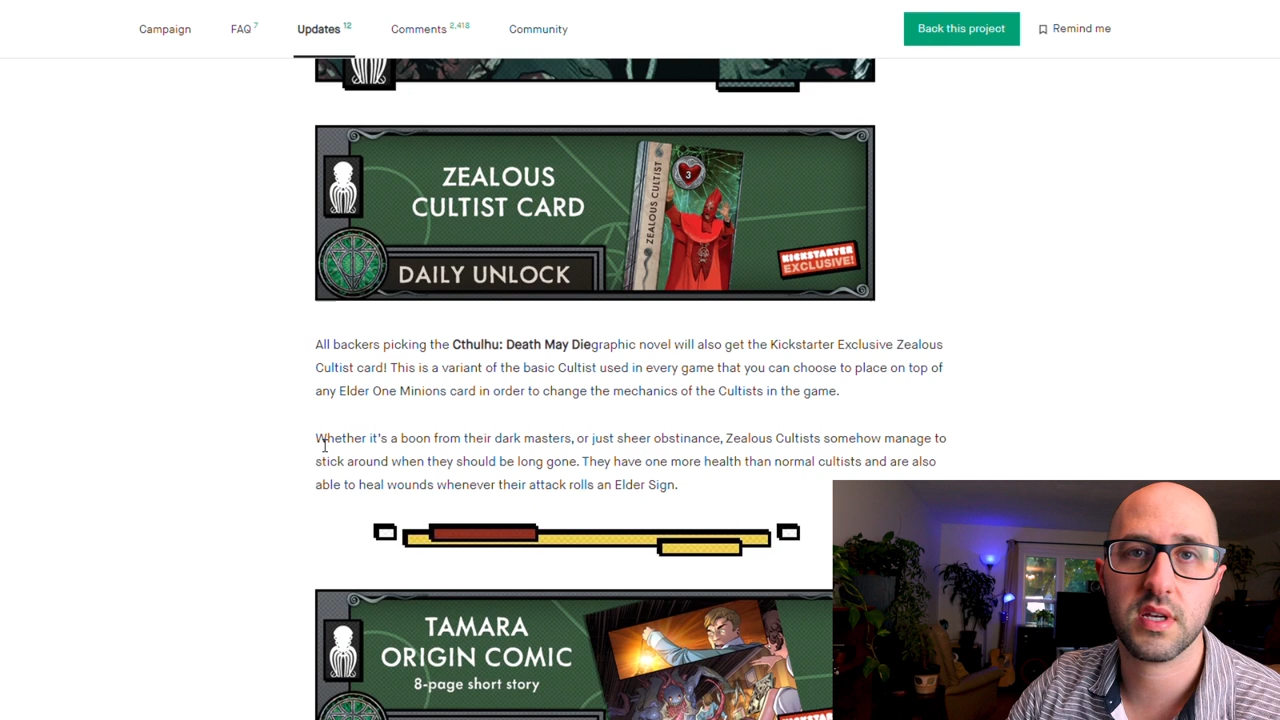 Campaign
FAQ 7
Updates 12
Comments 2,418
Community
Back this project
Remind me
ZEALOUS
CULTIST CARD
DAILY UNLOCK
ZEALOUS CULTIST
3
KICKSTARTER
EXCLUSIVE!
All backers picking the Cthulhu: Death May Diegraphic novel will also get the Kickstarter Exclusive Zealous
Cultist card! This is a variant of the basic Cultist used in every game that you can choose to place on top of
any Elder One Minions card in order to change the mechanics of the Cultists in the game.
Whether it's a boon from their dark masters, or just sheer obstinance, Zealous Cultists somehow manage to
stick around when they should be long gone. They have one more health than normal cultists and are also
able to heal wounds whenever their attack rolls an Elder Sign.
TAMARA
ORIGIN COMIC
8-page short story